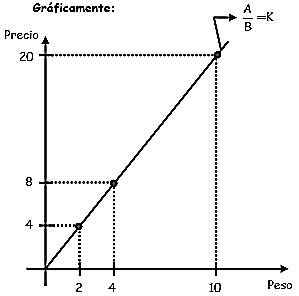 Gráficamente:
A/B =K
Precio
20
8
4
2 4 10
Peso